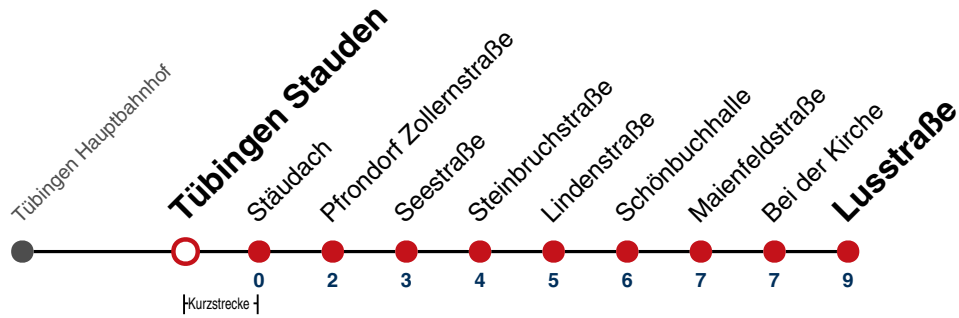 Tübingen Hauptbahnhof
Tübingen Stauden
Stäudach
Pfrondorf Zollernstraße
Seestraße
Steinbruchstraße
Lindenstraße
Schönbuchhalle
Maienfeldstraße
Bei der Kirche
Lusstraße
0 2 3 4 5 6 7 7 9
Kurzstrecke